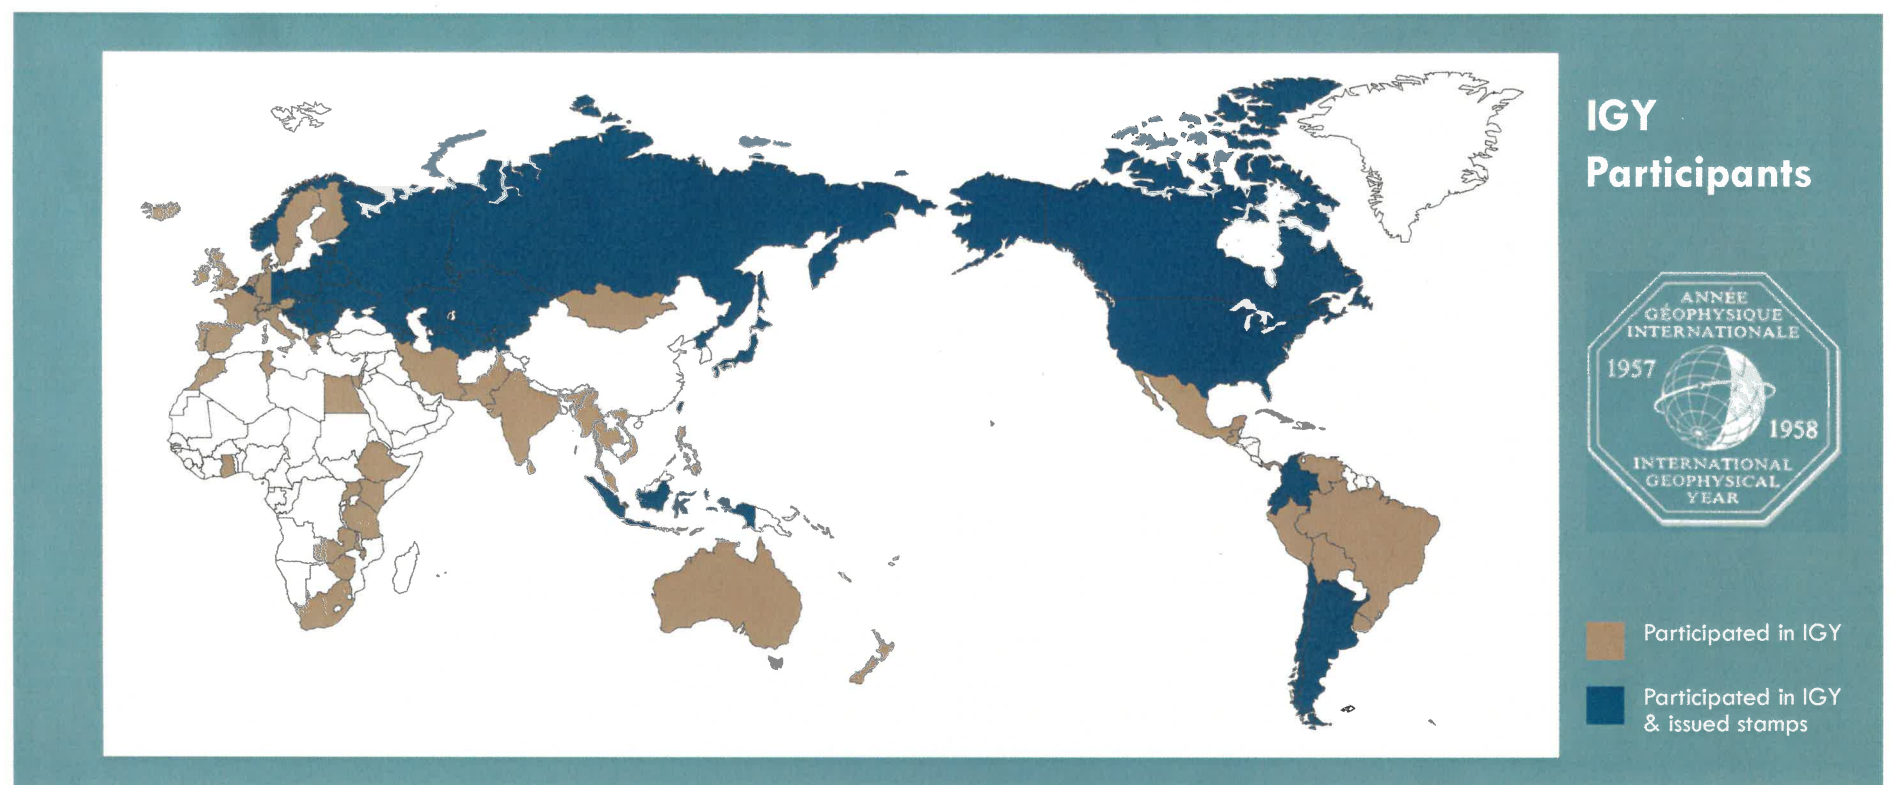 IGY
Participants
ANNÉE
GÉOPHYSIQUE
INTERNATIONALE
1957
1958
INTERNATIONAL
GEOPHYSICAL
YEAR
Participated in IGY
Participated in IGY
& issued stamps